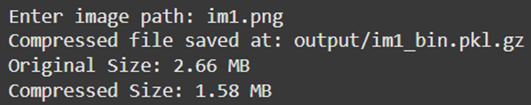 Enter image path: im1.png
Compressed file saved at: output/im1_bin.pkl.gz
Original Size: 2.66 MB
Compressed Size: 1.58 MB